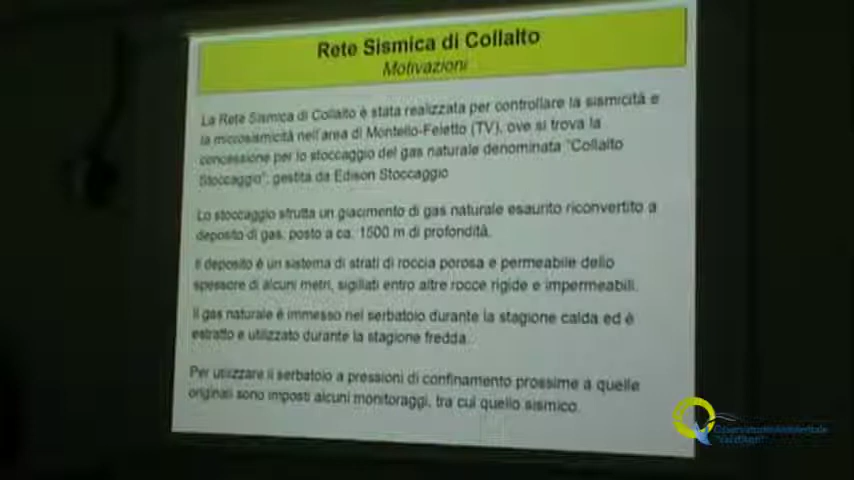 Rete Sismica di Collalto
Motivazioni
La Rete Sismica di Collalto è stata realizzata per controllare la sismicità e
la microsismicità nell'area di Montello-Feletto (TV), ove si trova la
concessione per lo stoccaggio del gas naturale denominata "Collalto
Stoccaggio", gestita da Edison Stoccaggio
Lo stoccaggio sfrutta un giacimento di gas naturale esaurito riconvertito a
deposito di gas, posto a ca. 1500 m di profondità.
Il deposito è un sistema di strati di roccia porosa e permeabile dello
spessore di alcuni metri, sigillati entro altre rocce rigide e impermeabili.
Il gas naturale è immesso nel serbatoio durante la stagione calda ed è
estratto e utilizzato durante la stagione fredda.
Per utilizzare il serbatoio a pressioni di confinamento prossime a quelle
originali sono imposti alcuni monitoraggi, tra cui quello sismico.